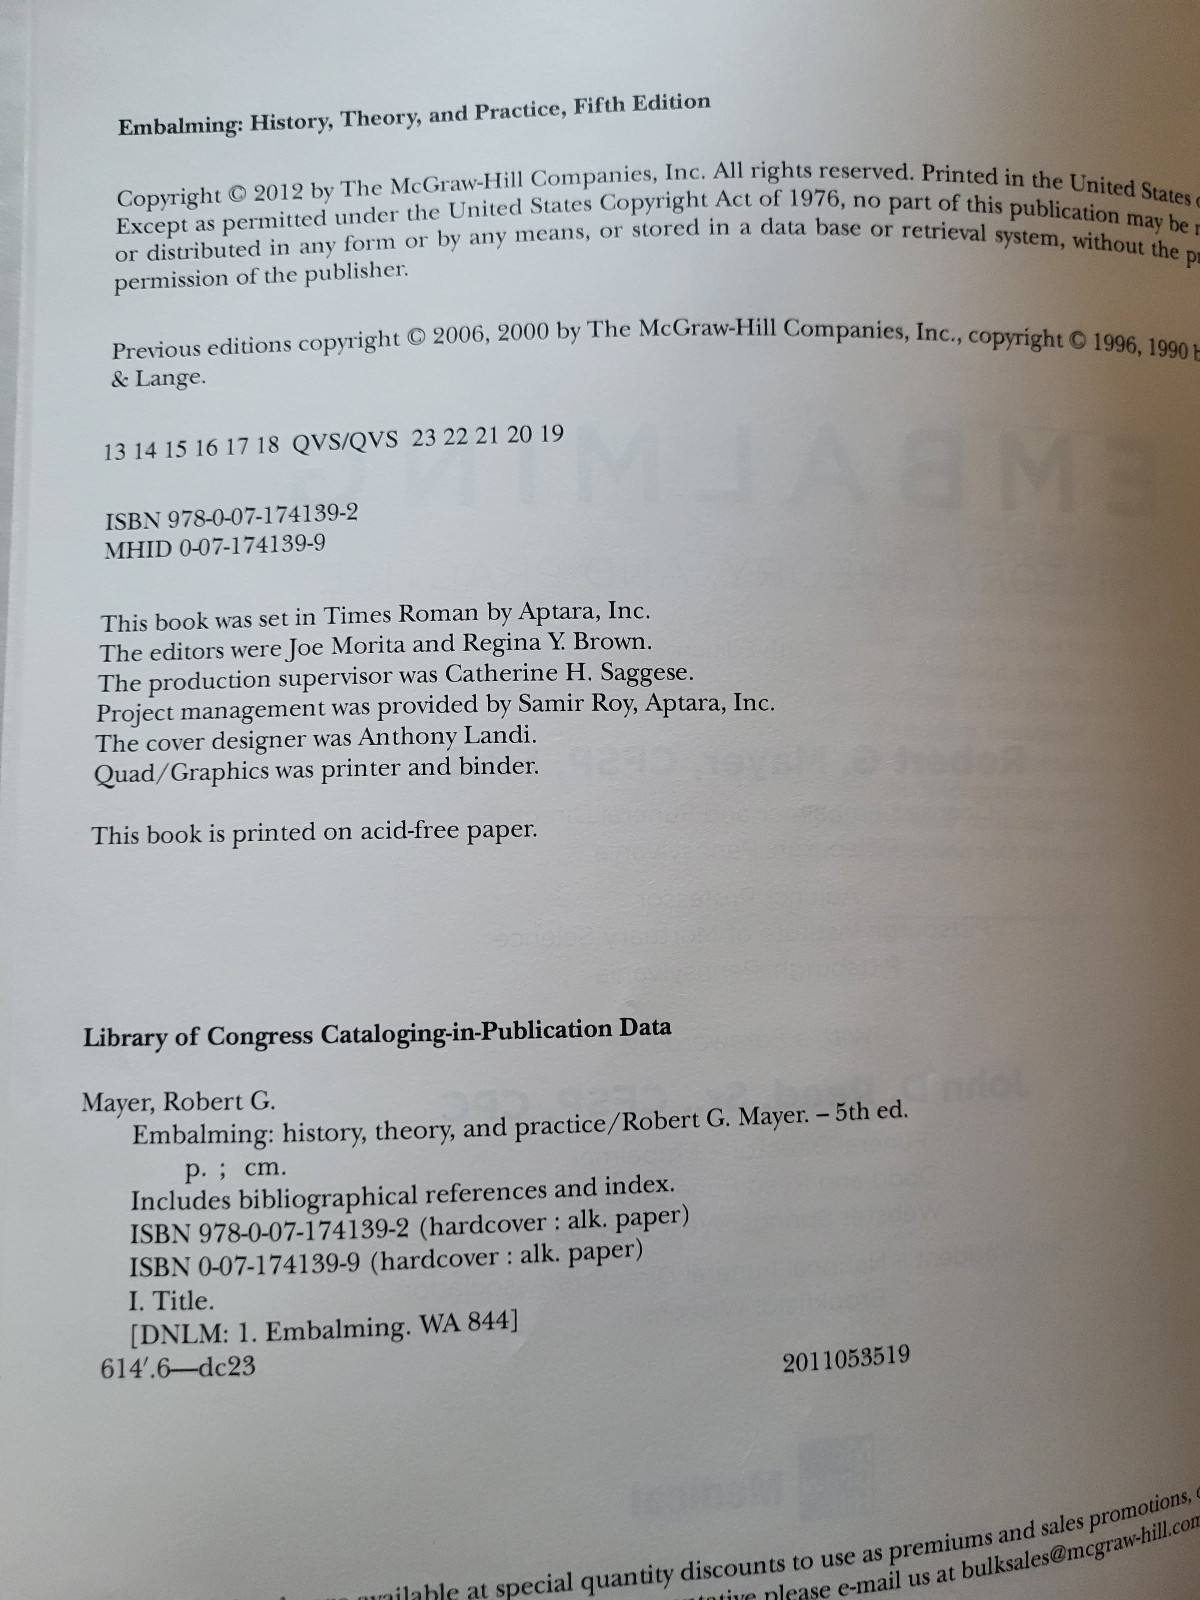 Embalming: History, Theory, and Practice, Fifth Edition
Copyright © 2012 by The McGraw-Hill Companies, Inc. All rights reserved. Printed in the United States
Except as permitted under the United States Copyright Act of 1976, no part of this publication may be
or distributed in any form or by any means, or stored in a data base or retrieval system, without the
permission of the publisher.
Previous editions copyright © 2006, 2000 by The McGraw-Hill Companies, Inc., copyright © 1996, 1990
& Lange.
13 14 15 16 17 18 QVS/QVS 23 22 21 20 19
ISBN 978-0-07-174139-2
MHID 0-07-174139-9
This book was set in Times Roman by Aptara, Inc.
The editors were Joe Morita and Regina Y. Brown.
The production supervisor was Catherine H. Saggese.
Project management was provided by Samir Roy, Aptara, Inc.
The cover designer was Anthony Landi.
Quad/Graphics was printer and binder.
This book is printed on acid-free paper.
Library of Congress Cataloging-in-Publication Data
Mayer, Robert G.
Embalming: history, theory, and practice/Robert G. Mayer. – 5th ed.
p. ; cm.
Includes bibliographical references and index.
ISBN 978-0-07-174139-2 (hardcover : alk. paper)
ISBN 0-07-174139-9 (hardcover : alk. paper)
I. Title.
[DNLM: 1. Embalming. WA 844]
614′.6—dc23 2011053519
at special quantity discounts to use as premiums and sales promotions,
please e-mail us at bulksales@mcgraw-hill.com